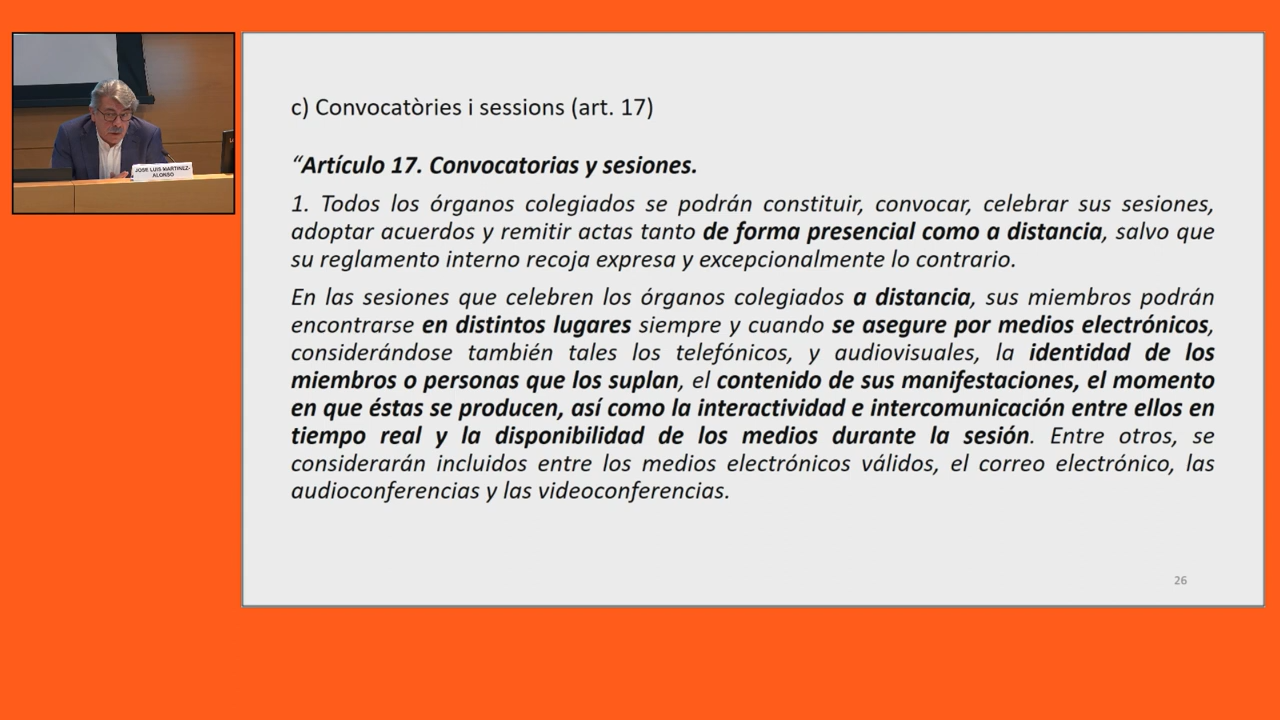 JOSE LUIS MARTINEZ-
ALONSO
c) Convocatòries i sessions (art. 17)
“Artículo 17. Convocatorias y sesiones.
1. Todos los órganos colegiados se podrán constituir, convocar, celebrar sus sesiones,
adoptar acuerdos y remitir actas tanto de forma presencial como a distancia, salvo que
su reglamento interno recoja expresa y excepcionalmente lo contrario.
En las sesiones que celebren los órganos colegiados a distancia, sus miembros podrán
encontrarse en distintos lugares siempre y cuando se asegure por medios electrónicos,
considerándose también tales los telefónicos, y audiovisuales, la identidad de los
miembros o personas que los suplan, el contenido de sus manifestaciones, el momento
en que éstas se producen, así como la interactividad e intercomunicación entre ellos en
tiempo real y la disponibilidad de los medios durante la sesión. Entre otros, se
considerarán incluidos entre los medios electrónicos válidos, el correo electrónico, las
audioconferencias y las videoconferencias.
26